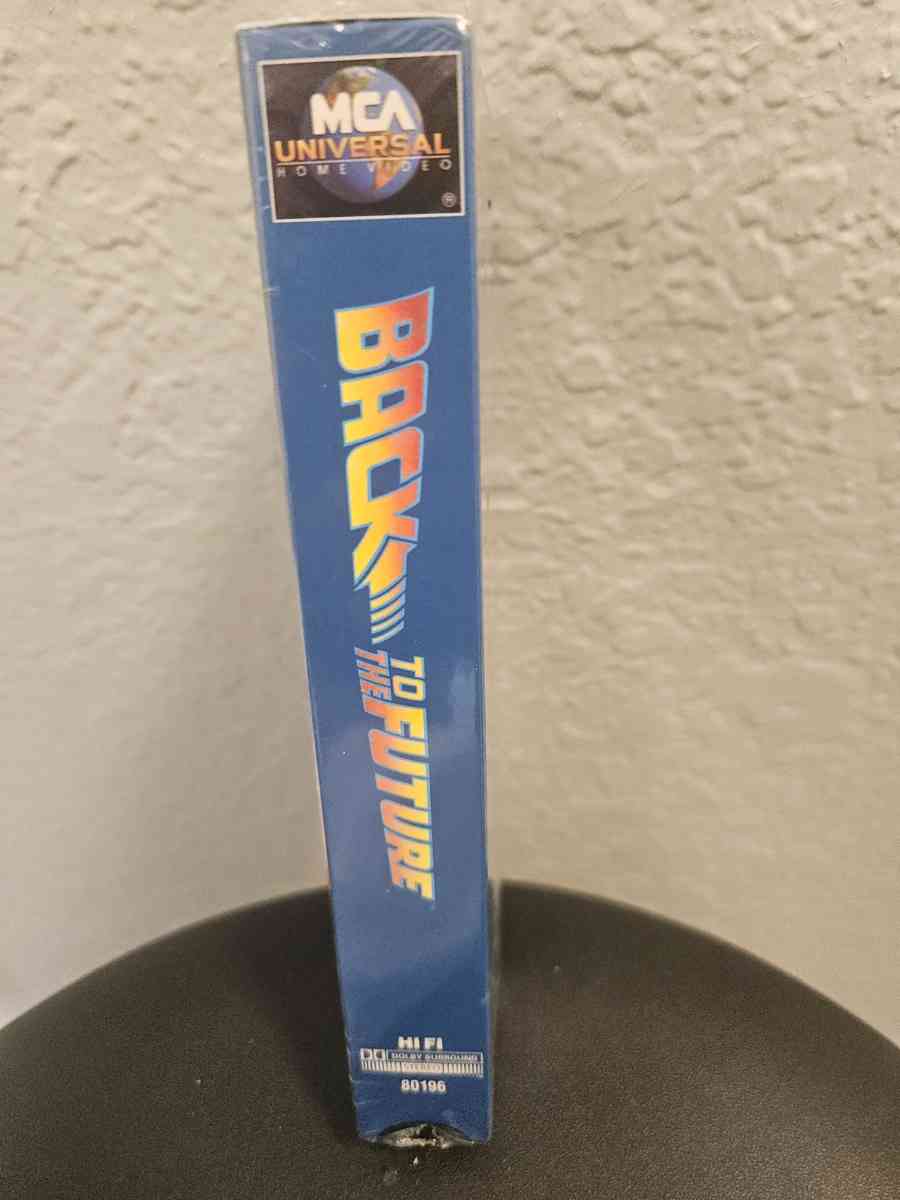 MCA
UNIVERSAL
HOME VIDEO
®
BACK
TO
THE FUTURE
HI FI
DOLBY SURROUND
STEREO
80196